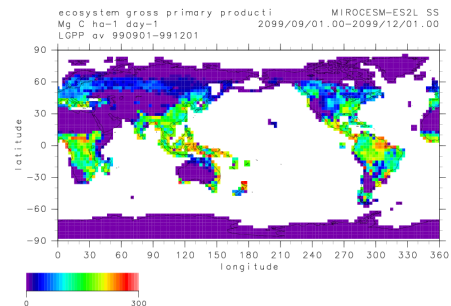 ecosystem gross primary producti MIROCESM-ES2L SS
Mg C ha-1 day-1 2099/09/01.00-2099/12/01.00
LGPP av 990901-991201
90
60
30
0
-30
-60
-90
latitude
0 30 60 90 120 150 180 210 240 270 300 330 360
longitude
0 300